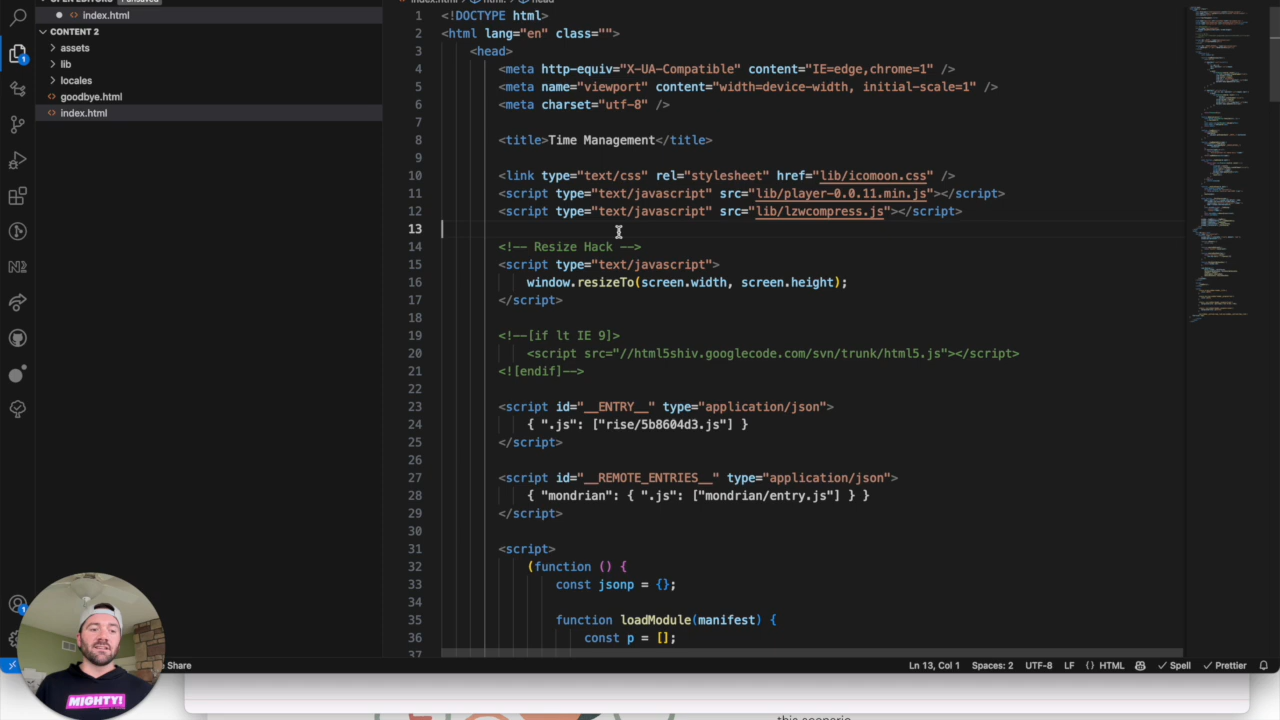 index.html
CONTENT 2
assets
lib
locales
goodbye.html
index.html
1 <!DOCTYPE html>
2 <html lang="en" class="">
3 <head>
4 <meta http-equiv="X-UA-Compatible" content="IE=edge,chrome=1" />
5 <meta name="viewport" content="width=device-width, initial-scale=1" />
6 <meta charset="utf-8" />
7
8 <title>Time Management</title>
9
10 <link type="text/css" rel="stylesheet" href="lib/icomoon.css" />
11 <script type="text/javascript" src="lib/player-0.0.11.min.js"></script>
12 <script type="text/javascript" src="lib/lzwcompress.js"></script>
13
14 <!-- Resize Hack -->
15 <script type="text/javascript">
16 window.resizeTo(screen.width, screen.height);
17 </script>
18
19 <!--[if lt IE 9]>
20 <script src="//html5shiv.googlecode.com/svn/trunk/html5.js"></script>
21 <![endif]-->
22
23 <script id="__ENTRY__" type="application/json">
24 { ".js": ["rise/5b8604d3.js"] }
25 </script>
26
27 <script id="__REMOTE_ENTRIES__" type="application/json">
28 { "mondrian": { ".js": ["mondrian/entry.js"] } }
29 </script>
30
31 <script>
32 (function () {
33 const jsonp = {};
34
35 function loadModule(manifest) {
36 const p = [];
37
1
N2
1
MIGHTY!
Share
Ln 13, Col 1 Spaces: 2 UTF-8 LF {} HTML Spell Prettier